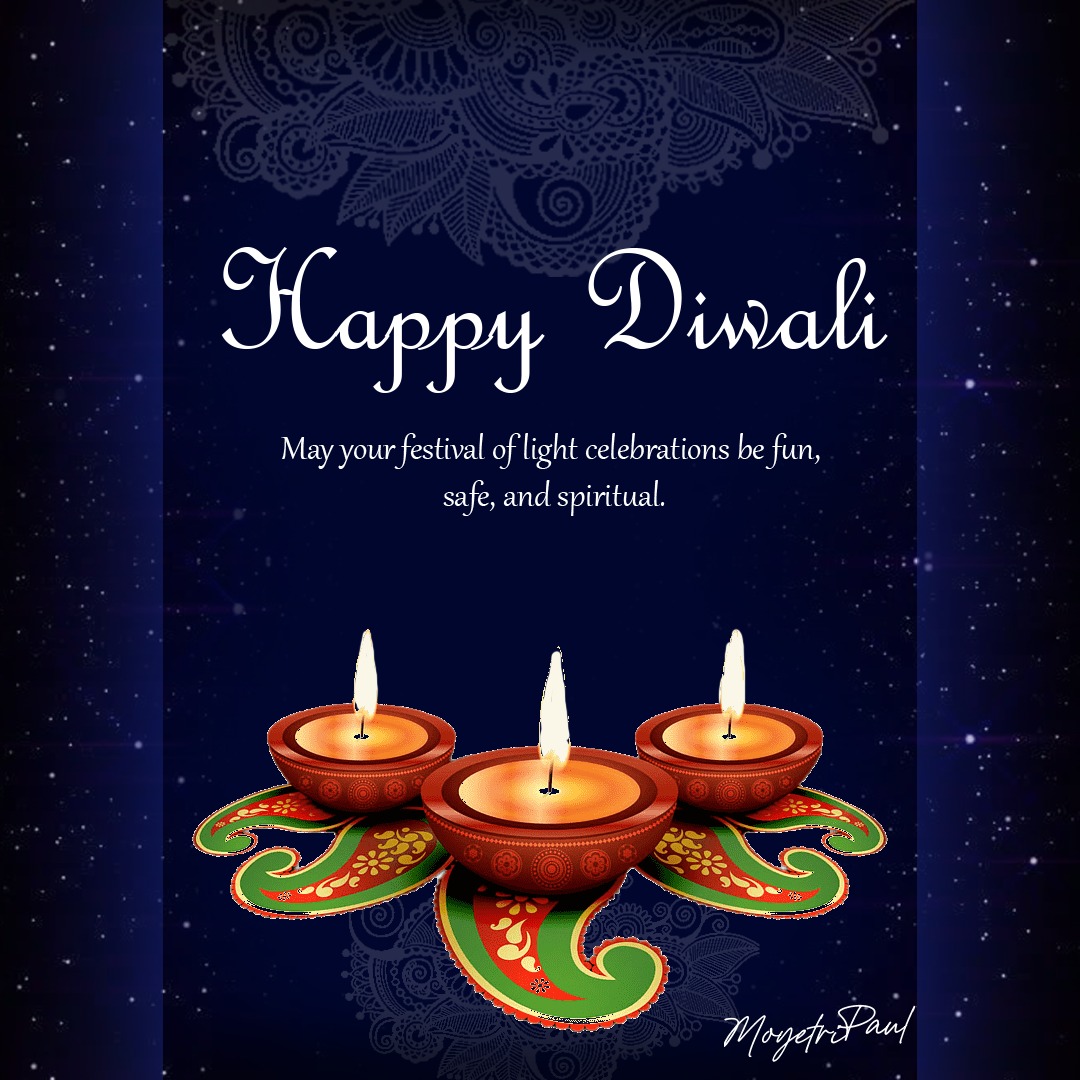 Happy Diwali
May your festival of light celebrations be fun,
safe, and spiritual.
MoyetriPaul